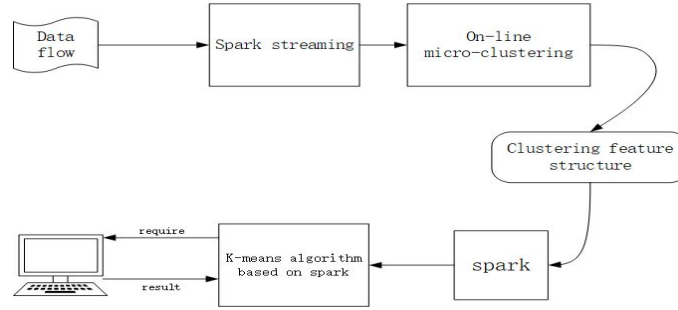 Data
flow
Spark streaming
On-line
micro-clustering
Clustering feature
structure
spark
K-means algorithm
based on spark
require
result